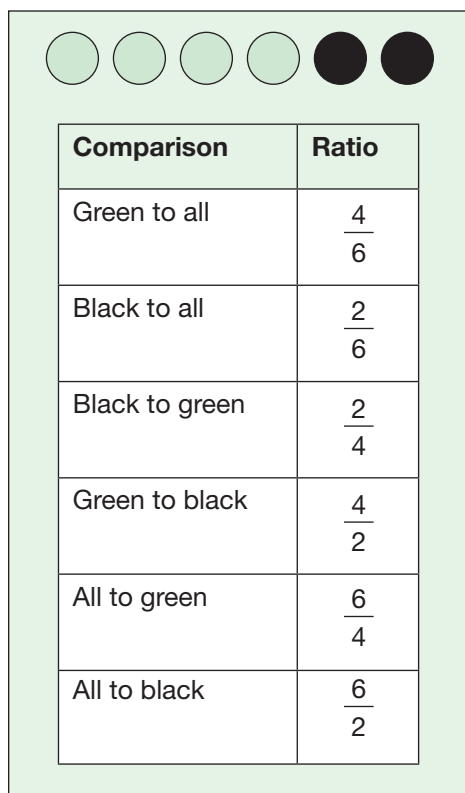 Comparison Ratio
Green to all 4/6
Black to all 2/6
Black to green 2/4
Green to black 4/2
All to green 6/4
All to black 6/2